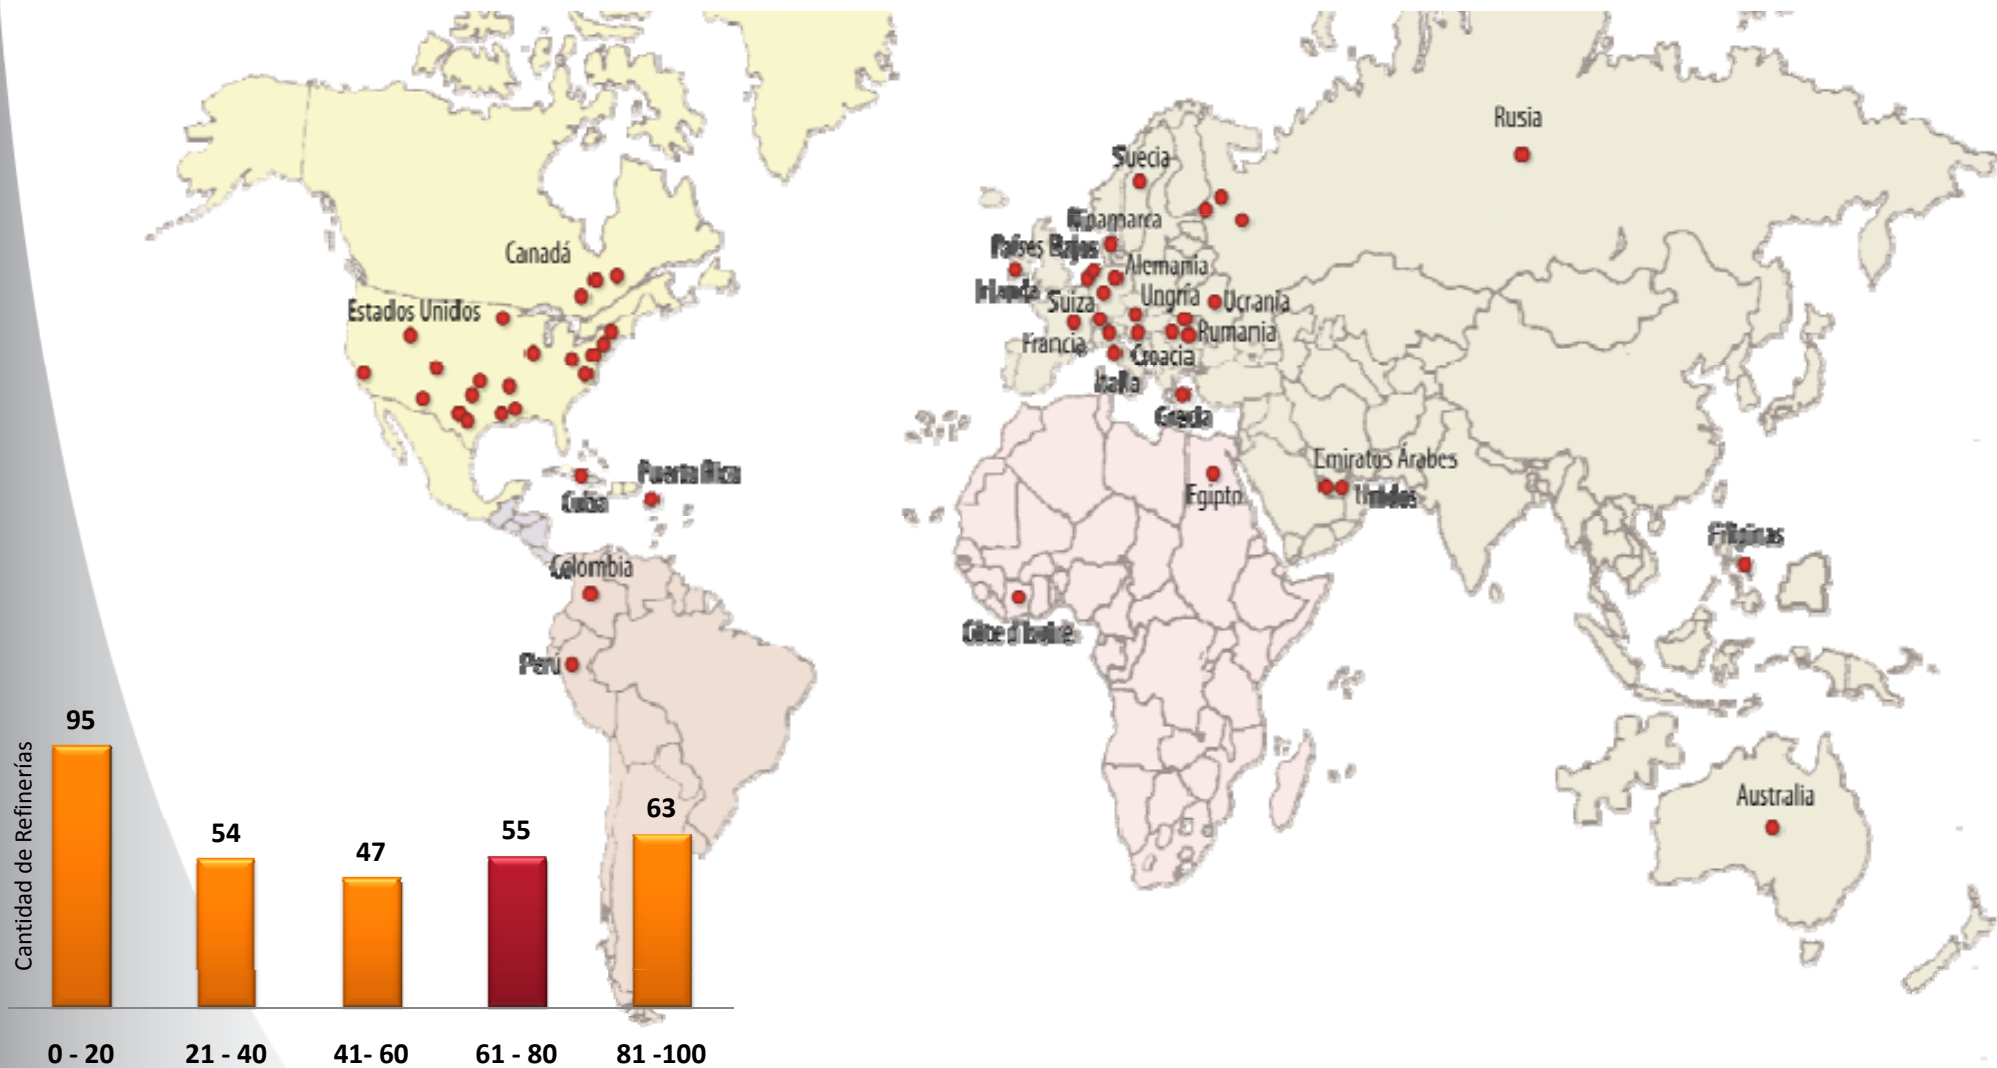 Rusia
Suecia
Canadá
Países Bajos
Alemania
Estados Unidos
Suiza
Ungría
Ucrania
Francia
Rumania
Croacia
Italia
Grecia
Emiratos Árabes
Unidos
Puerto Rico
Cuba
Egipto
Filipinas
Colombia
Côte d'Ivoire
Perú
Australia
Cantidad de Refinerías
95
54
47
55
63
0 - 20
21 - 40
41- 60
61 - 80
81 -100